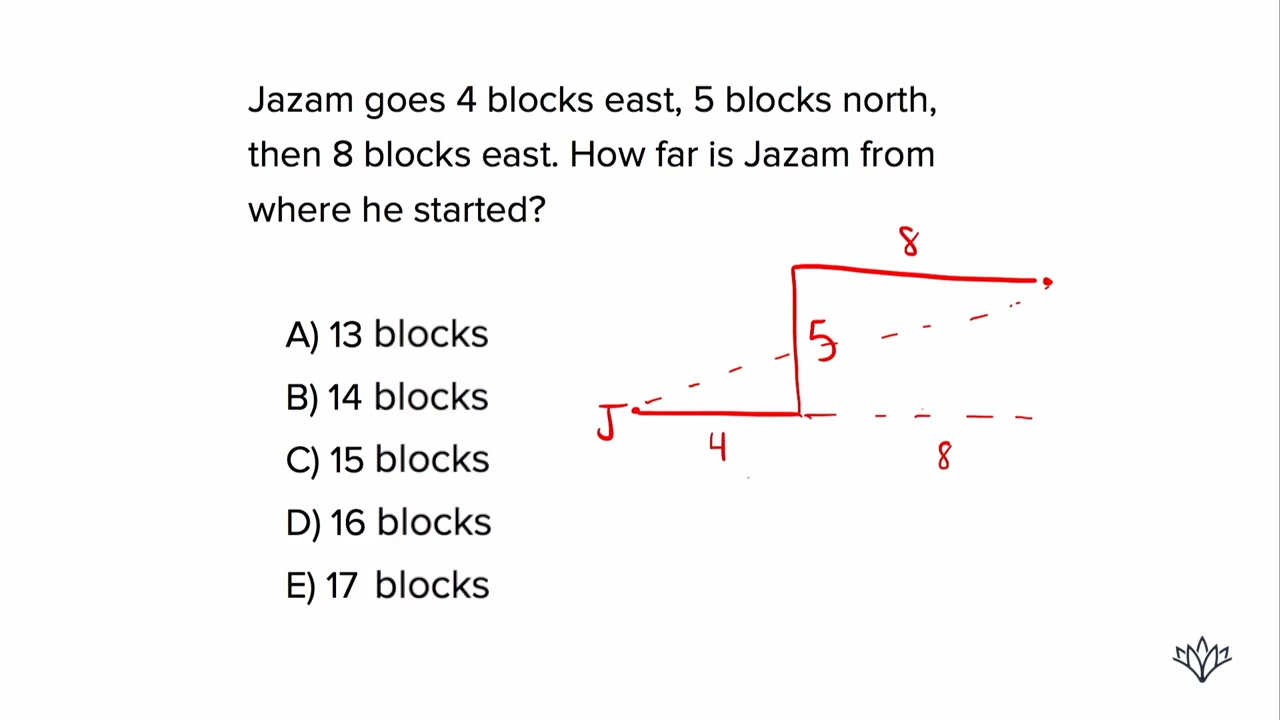 Jazam goes 4 blocks east, 5 blocks north,
then 8 blocks east. How far is Jazam from
where he started?
8
A) 13 blocks
5
B) 14 blocks
J
4
8
C) 15 blocks
D) 16 blocks
E) 17 blocks